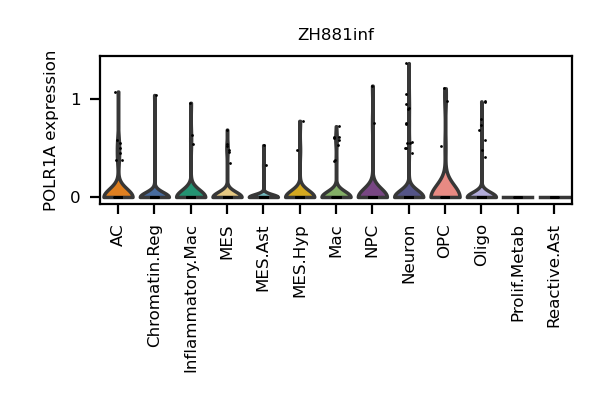 ZH881inf
POLR1A expression
1
0
AC
Chromatin.Reg
Inflammatory.Mac
MES
MES.Ast
MES.Hyp
Mac
NPC
Neuron
OPC
Oligo
Prolif.Metab
Reactive.Ast